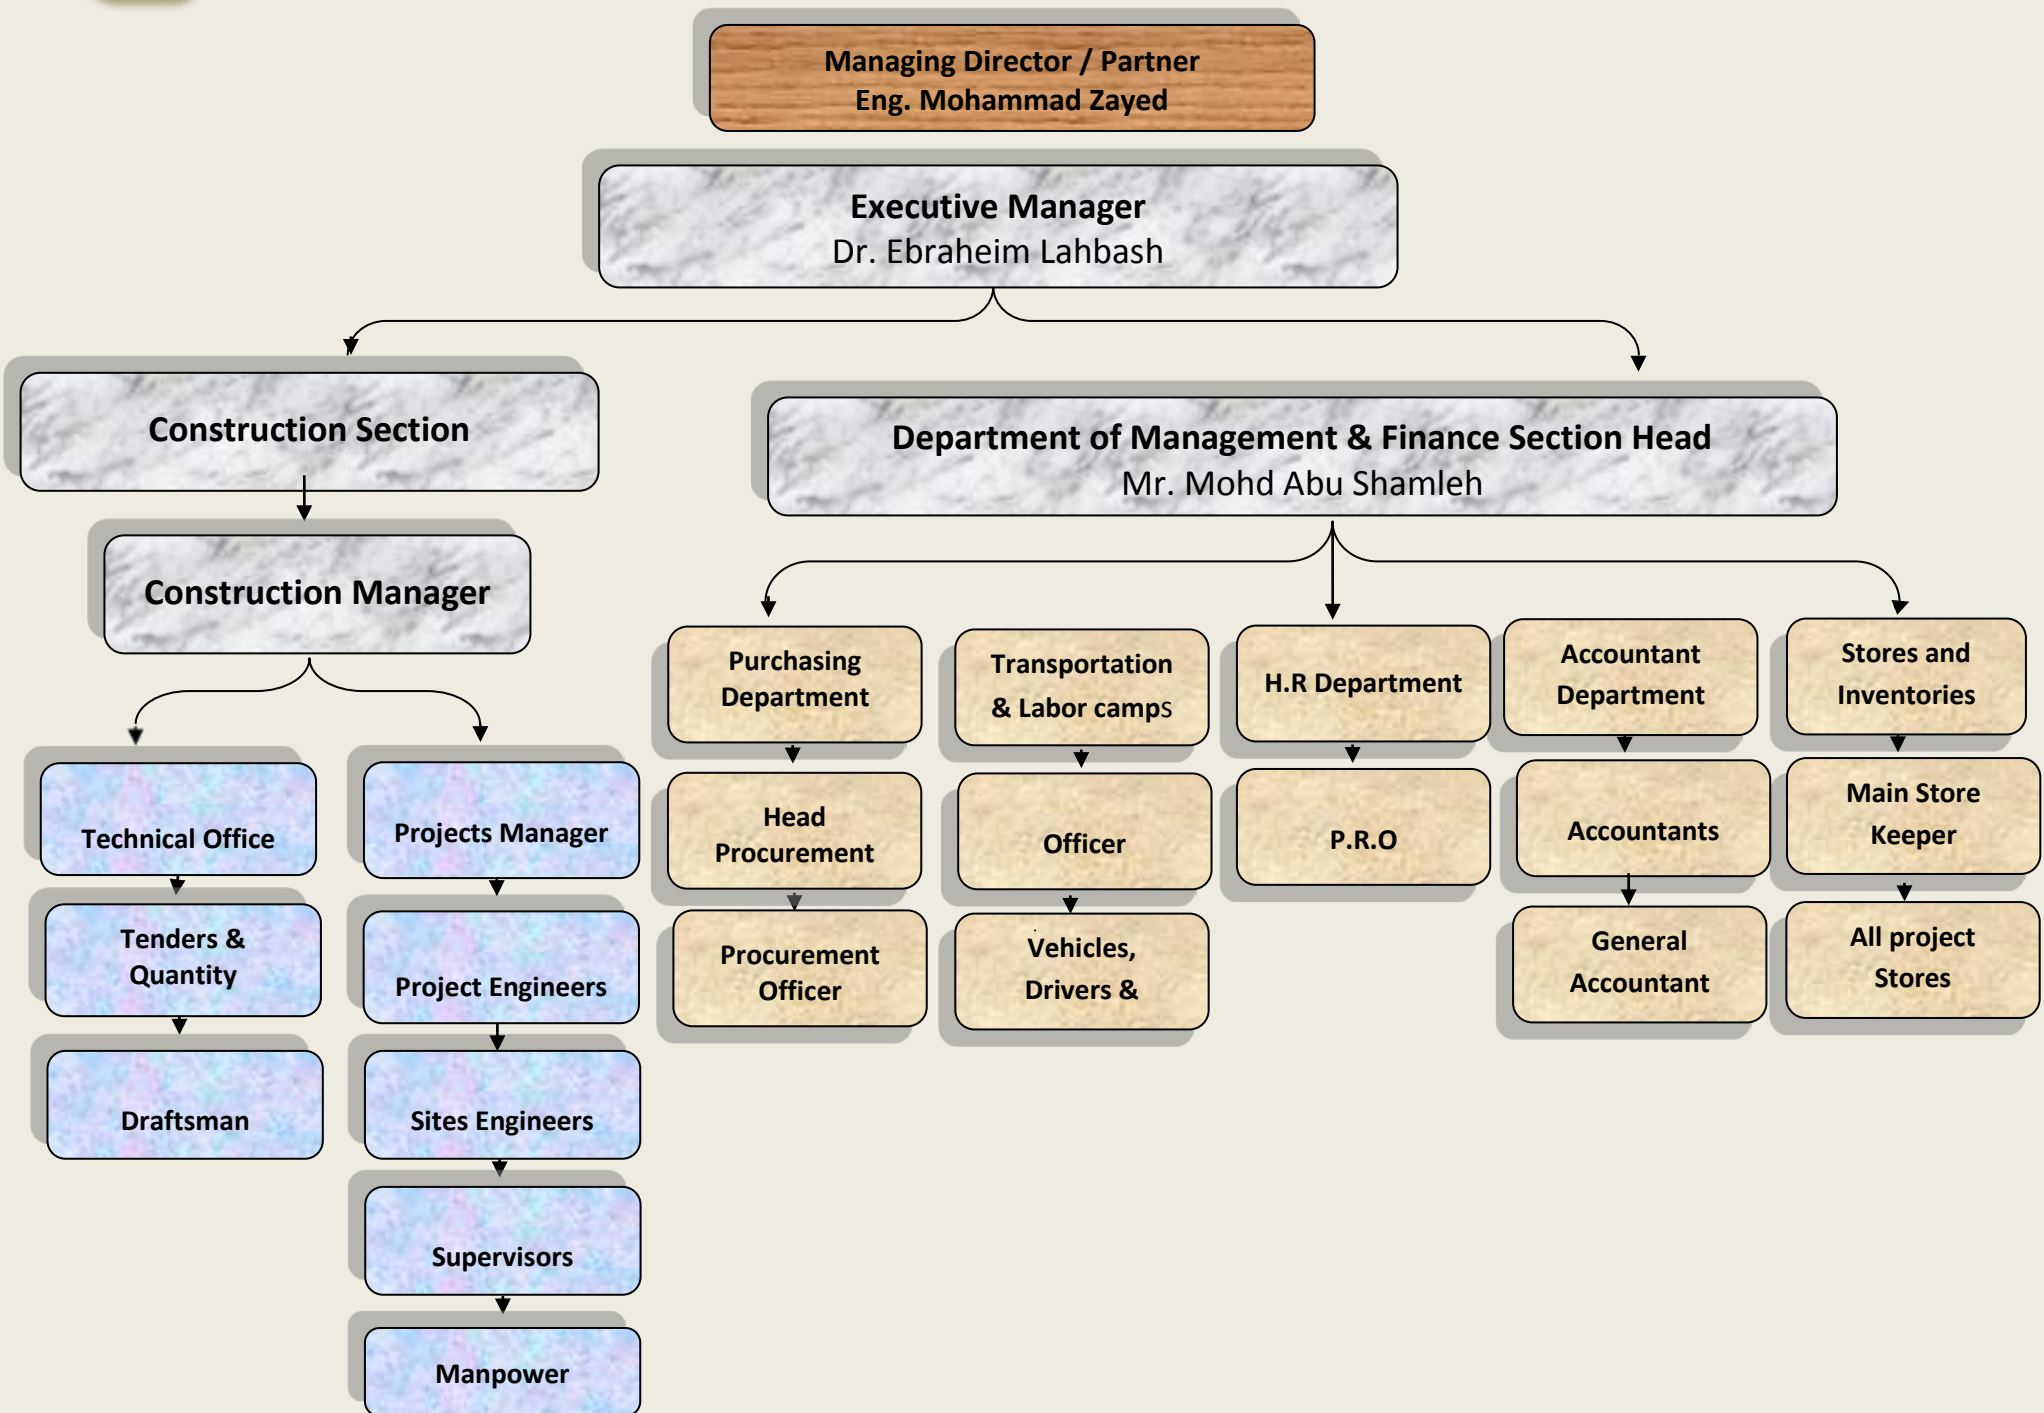 Managing Director / Partner
Eng. Mohammad Zayed
Executive Manager
Dr. Ebraheim Lahbash
Construction Section
Department of Management & Finance Section Head
Mr. Mohd Abu Shamleh
Construction Manager
Purchasing
Department
Transportation
& Labor camps
H.R Department
Accountant
Department
Stores and
Inventories
Technical Office
Projects Manager
Head
Procurement
Officer
P.R.O
Accountants
Main Store
Keeper
Tenders &
Quantity
Project Engineers
Procurement
Officer
Vehicles,
Drivers &
General
Accountant
All project
Stores
Draftsman
Sites Engineers
Supervisors
Manpower